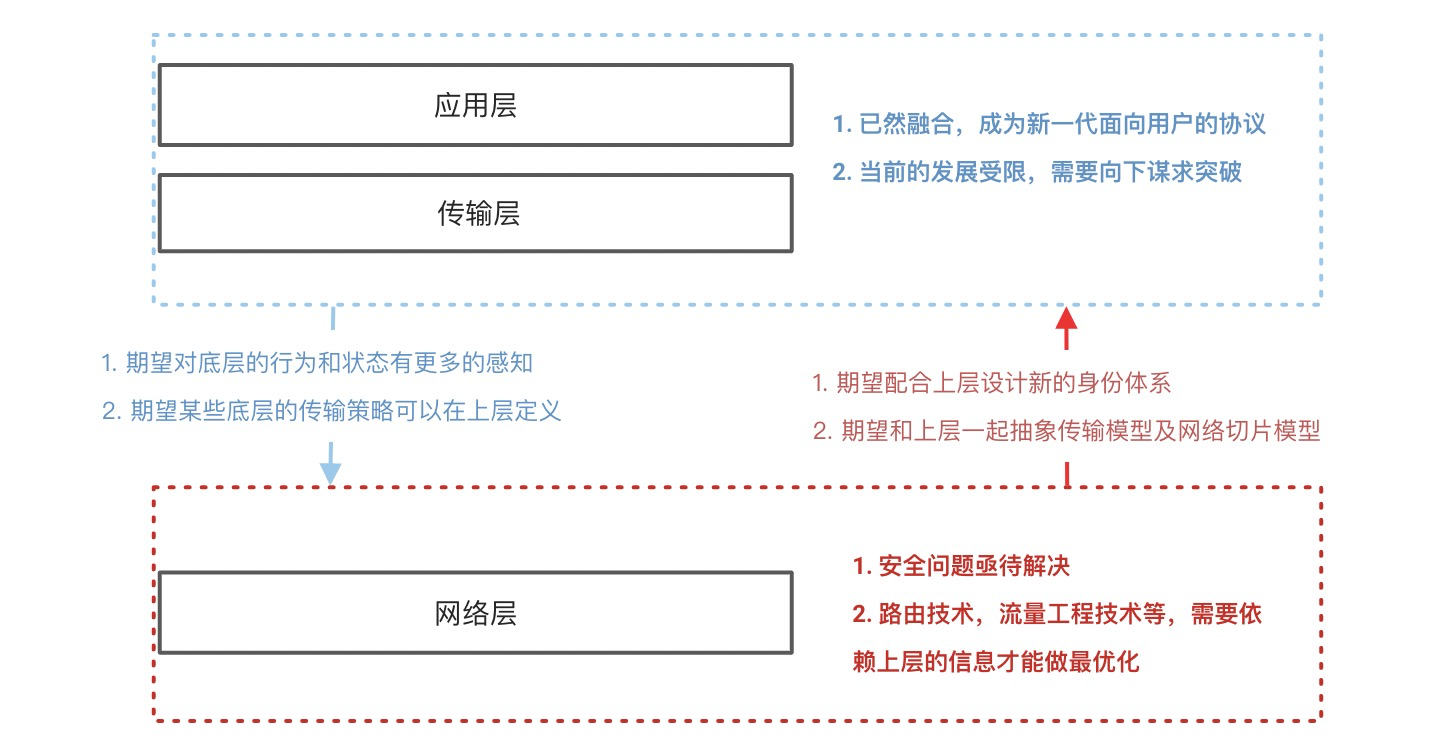 应用层
传输层
1. 已然融合，成为新一代面向用户的协议
2. 当前的发展受限，需要向下谋求突破
1. 期望对底层的行为和状态有更多的感知
2. 期望某些底层的传输策略可以在上层定义
1. 期望配合上层设计新的身份体系
2. 期望和上层一起抽象传输模型及网络切片模型
网络层
1. 安全问题亟待解决
2. 路由技术，流量工程技术等，需要依
赖上层的信息才能做最优化